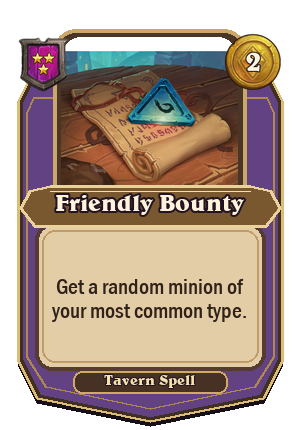 2
Friendly Bounty
Get a random minion of
your most common type.
Tavern Spell